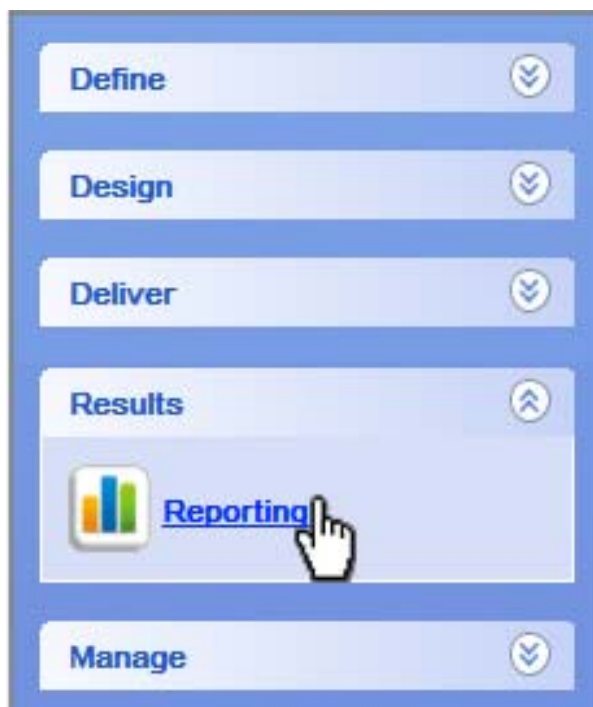 Define
Design
Deliver
Results
Reporting
Manage